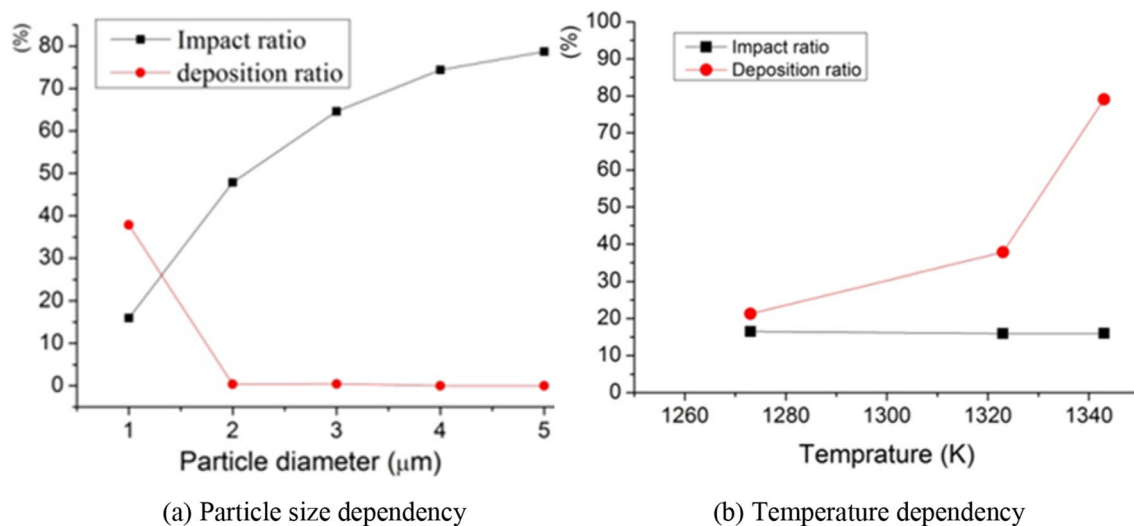 (%)
Impact ratio
deposition ratio
80
70
60
50
40
30
20
10
0
1 2 3 4 5
Particle diameter (μm)
(a) Particle size dependency
(%)
Impact ratio
Deposition ratio
100
90
80
70
60
50
40
30
20
10
0
1260 1280 1300 1320 1340
Temprature (K)
(b) Temperature dependency